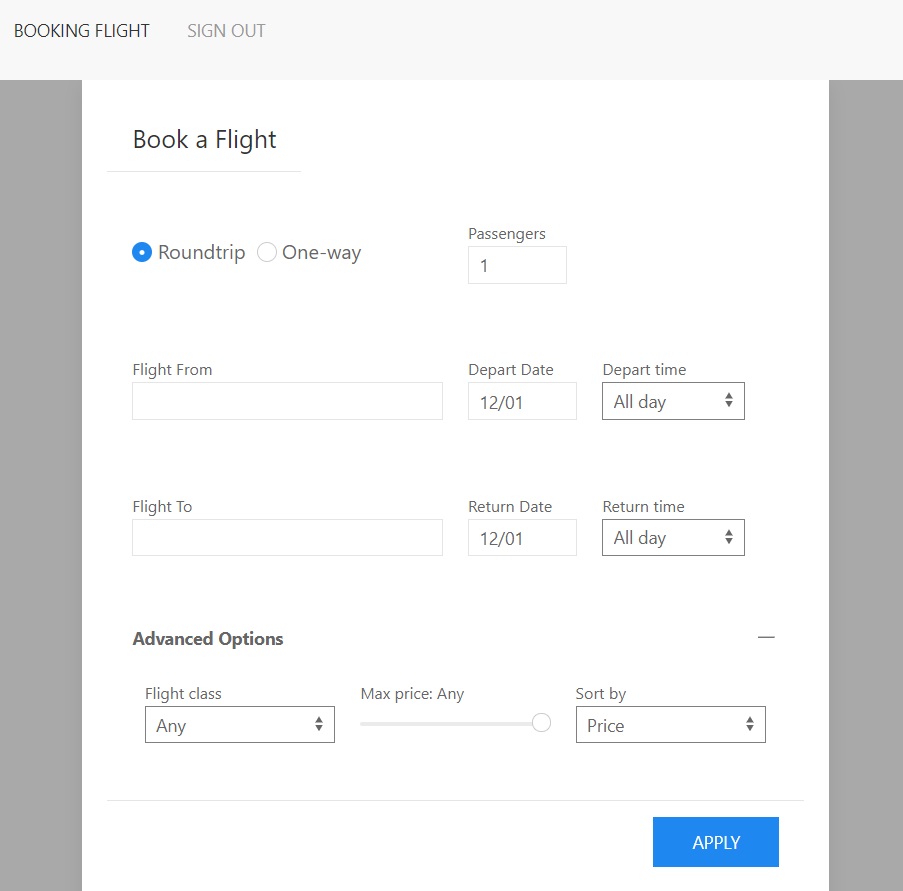 BOOKING FLIGHT SIGN OUT
Book a Flight
Passengers
Roundtrip One-way
1
Flight From Depart Date Depart time
12/01 All day
Flight To Return Date Return time
12/01 All day
Advanced Options
Flight class Max price: Any Sort by
Any Price
APPLY